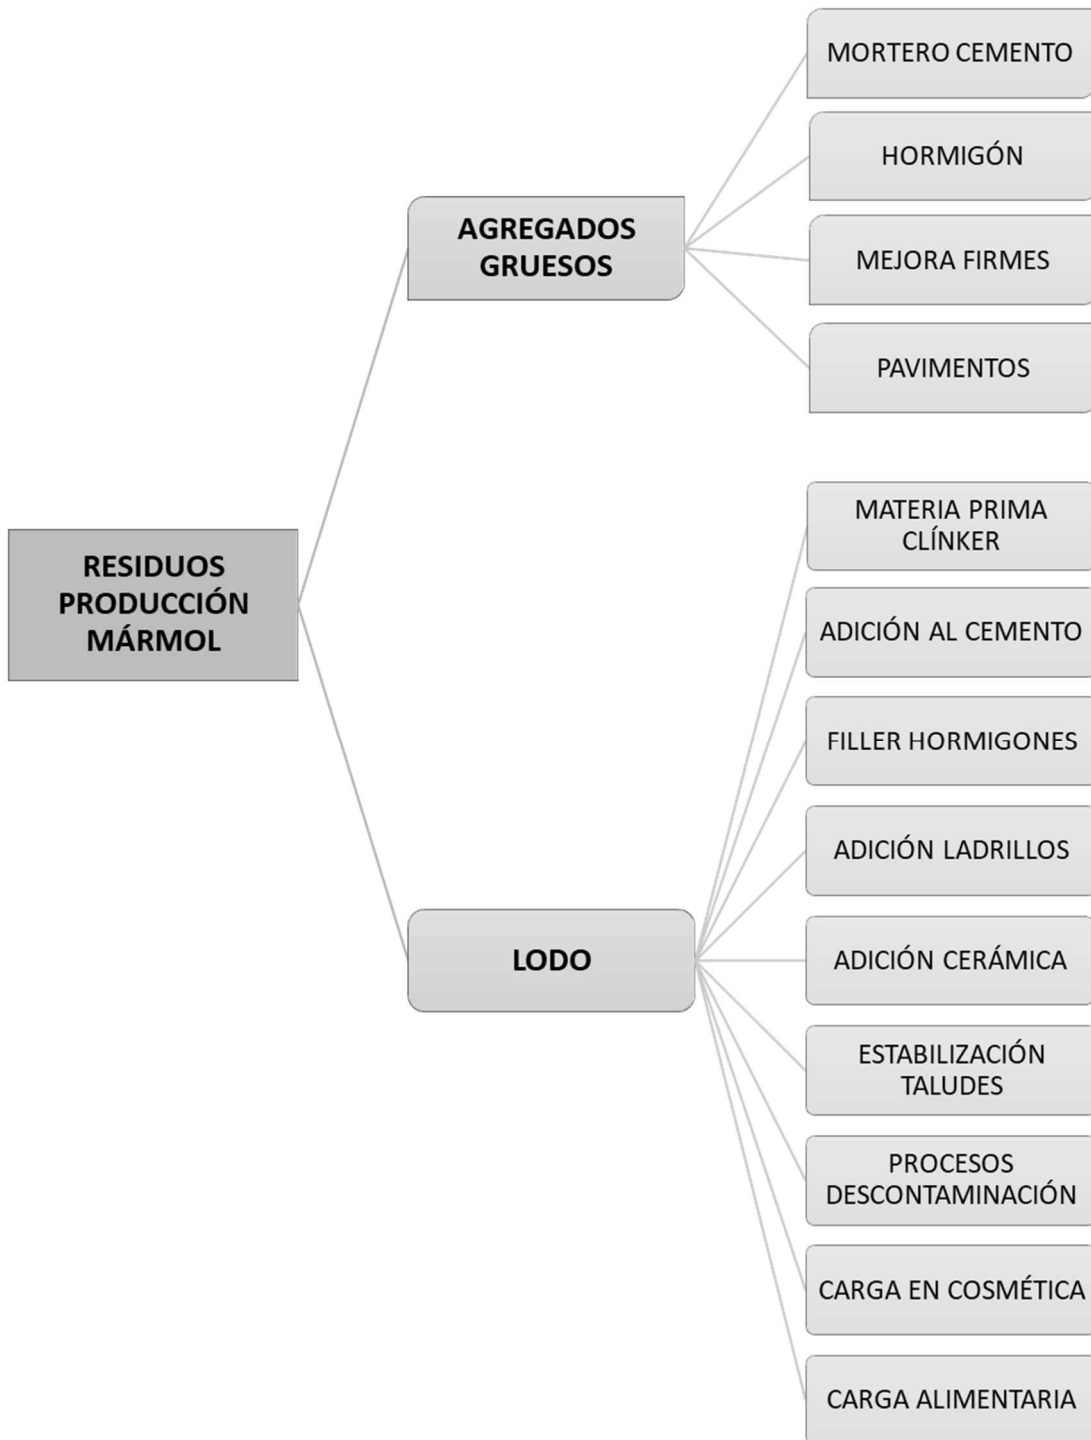 RESIDUOS
PRODUCCIÓN
MÁRMOL
AGREGADOS
GRUESOS
MORTERO CEMENTO
HORMIGÓN
MEJORA FIRMES
PAVIMENTOS
LODO
MATERIA PRIMA
CLÍNKER
ADICIÓN AL CEMENTO
FILLER HORMIGONES
ADICIÓN LADRILLOS
ADICIÓN CERÁMICA
ESTABILIZACIÓN
TALUDES
PROCESOS
DESCONTAMINACIÓN
CARGA EN COSMÉTICA
CARGA ALIMENTARIA